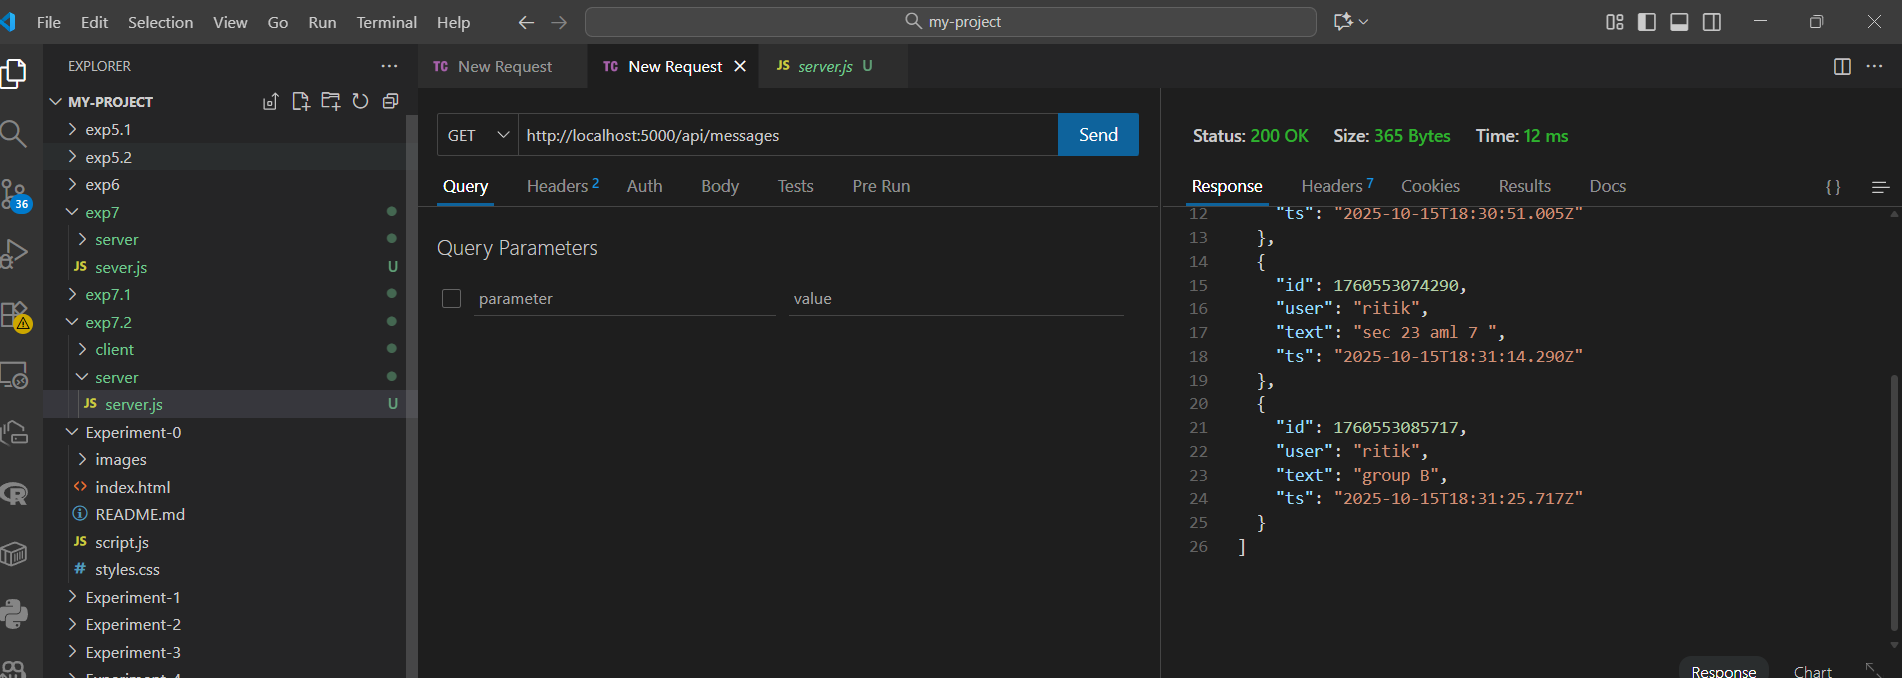 File Edit Selection View Go Run Terminal Help
my-project
EXPLORER
MY-PROJECT
exp5.1
exp5.2
exp6
exp7
server
JS sever.js U
exp7.1
exp7.2
client
server
JS server.js U
Experiment-0
images
<> index.html
README.md
JS script.js
# styles.css
Experiment-1
Experiment-2
Experiment-3
Experiment-4
36
TC New Request
TC New Request
JS server.js U
GET http://localhost:5000/api/messages Send
Query Headers 2 Auth Body Tests Pre Run
Query Parameters
parameter value
Status: 200 OK Size: 365 Bytes Time: 12 ms
Response Headers 7 Cookies Results Docs {}
12 "ts": "2025-10-15T18:30:51.005Z"
13 },
14 {
15 "id": 1760553074290,
16 "user": "ritik",
17 "text": "sec 23 aml 7 ",
18 "ts": "2025-10-15T18:31:14.290Z"
19 },
20 {
21 "id": 1760553085717,
22 "user": "ritik",
23 "text": "group B",
24 "ts": "2025-10-15T18:31:25.717Z"
25 }
26 ]
Response Chart